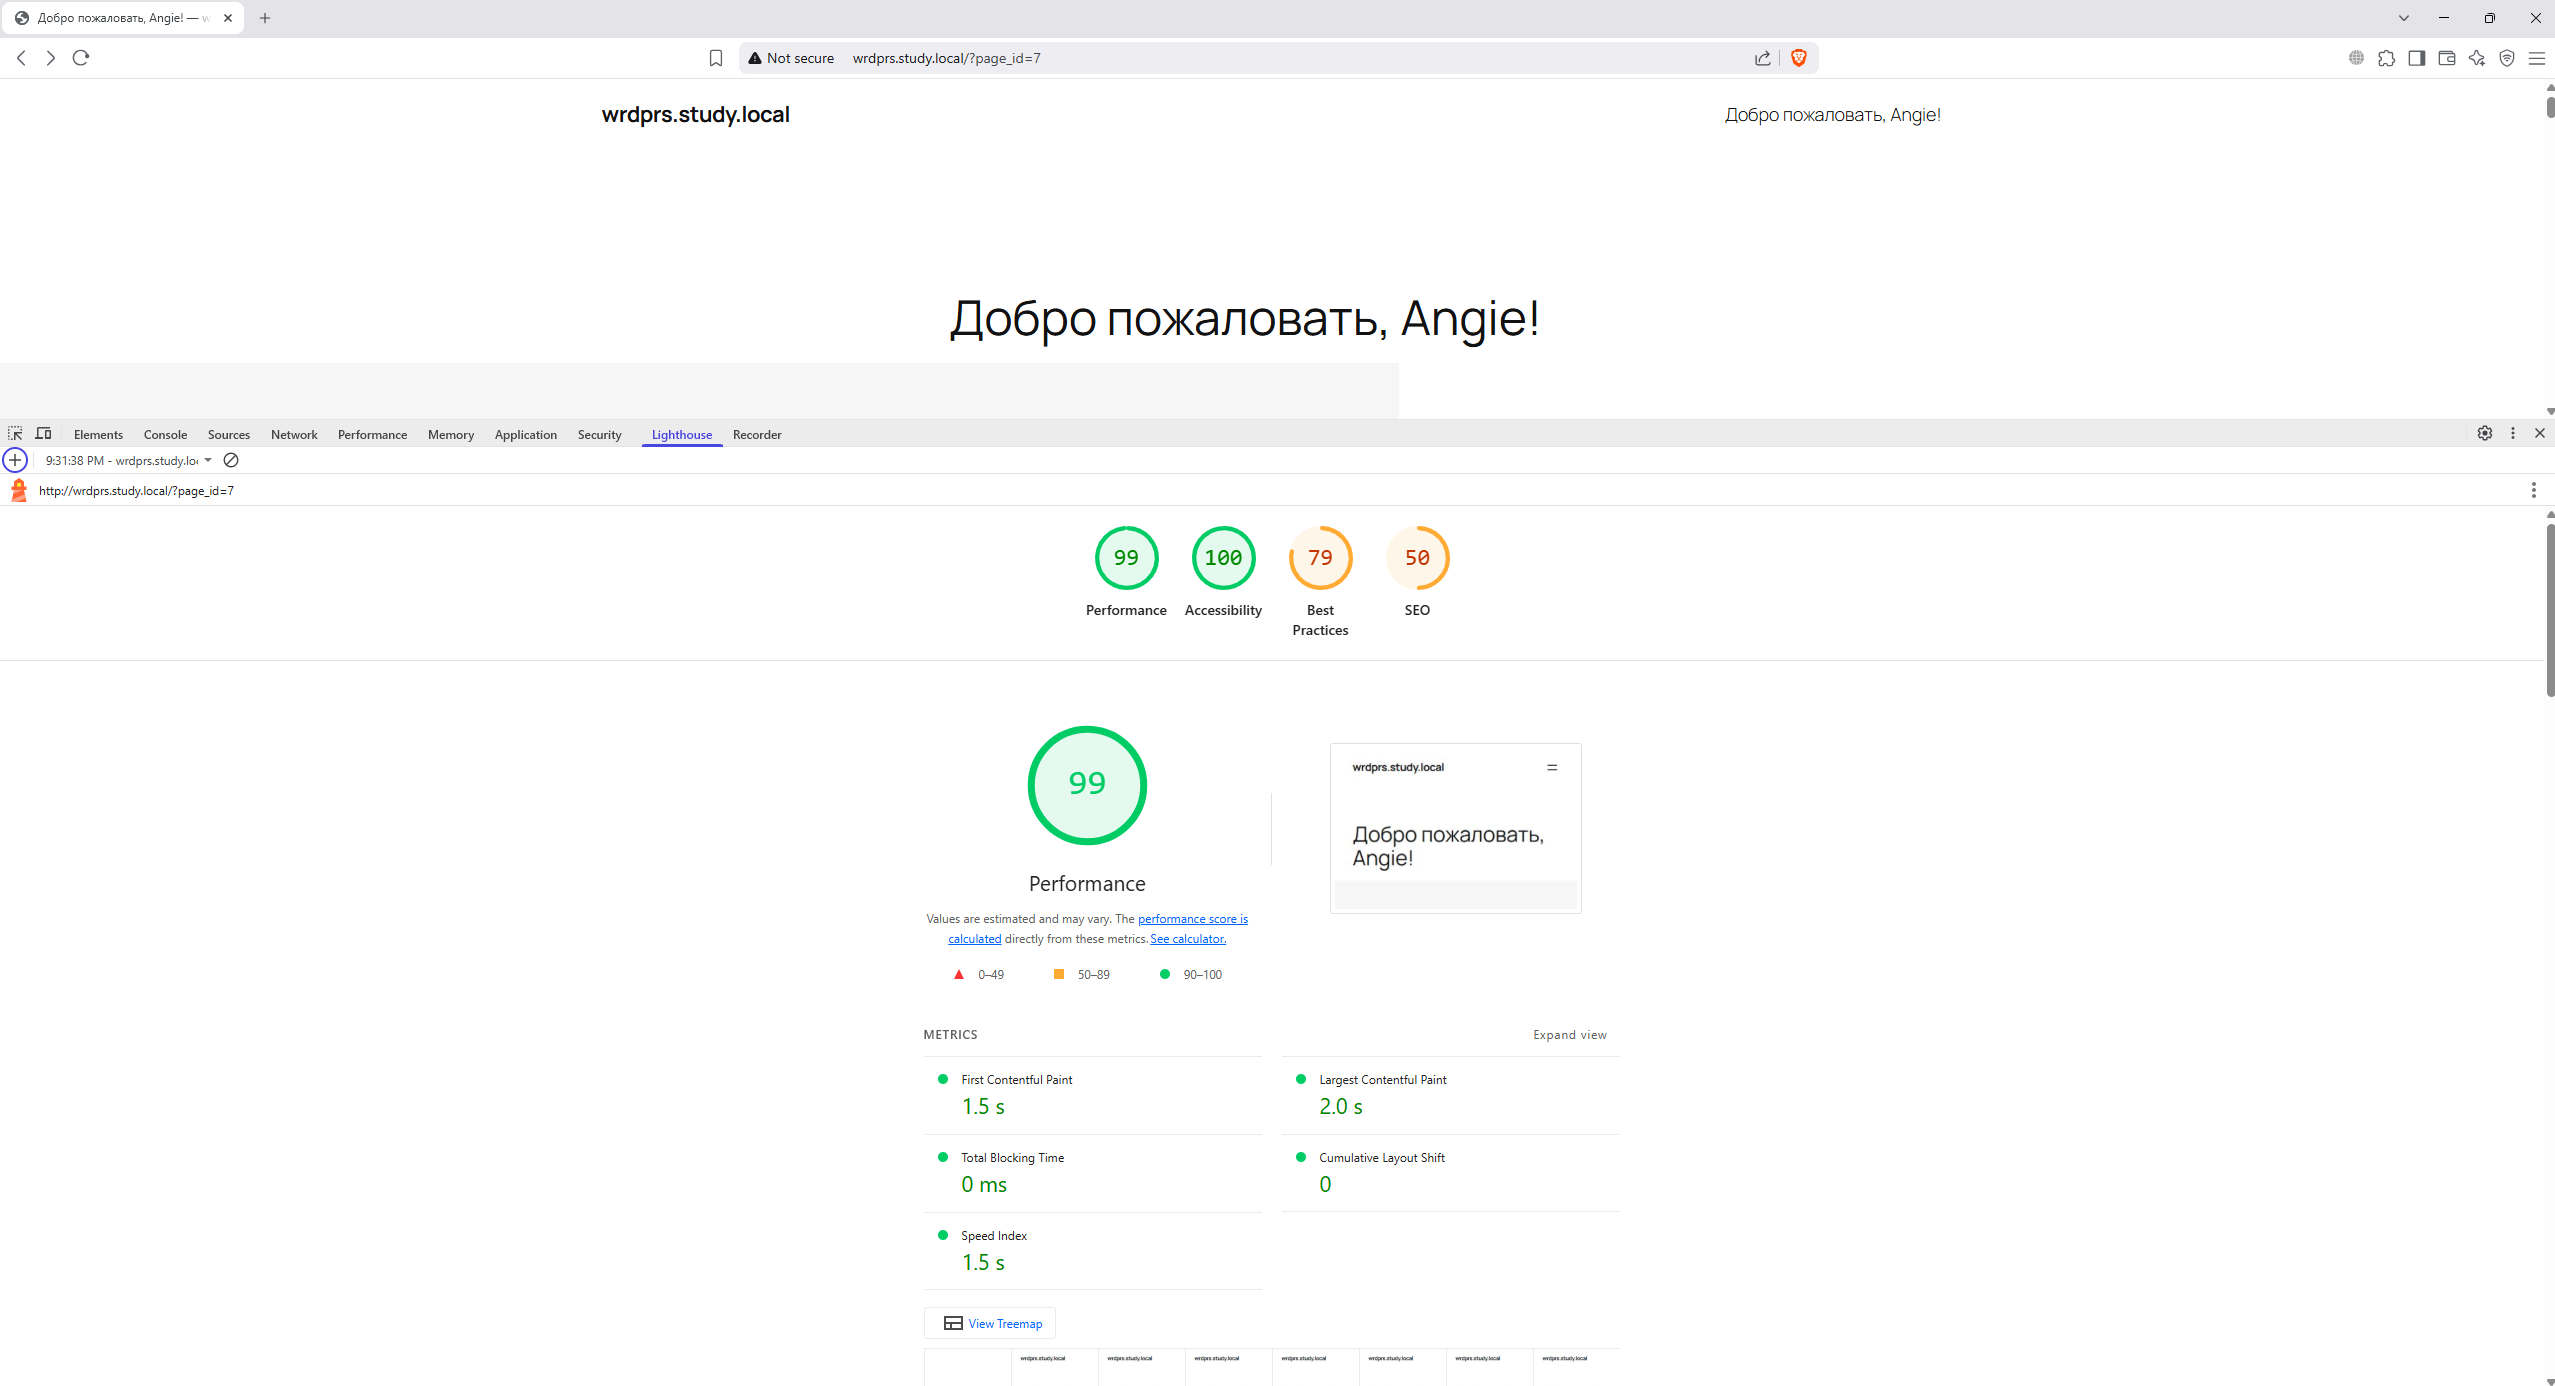 Добро пожаловать, Angie! — w
Not secure wrdprs.study.local/?page_id=7
wrdprs.study.local Добро пожаловать, Angie!
Добро пожаловать, Angie!
Elements Console Sources Network Performance Memory Application Security Lighthouse Recorder
9:31:38 PM - wrdprs.study.lo
http://wrdprs.study.local/?page_id=7
99 100 79 50
Performance Accessibility Best Practices SEO
99
Performance
Values are estimated and may vary. The performance score is
calculated directly from these metrics. See calculator.
0–49 50–89 90–100
wrdprs.study.local
Добро пожаловать,
Angie!
METRICS Expand view
First Contentful Paint
1.5 s
Largest Contentful Paint
2.0 s
Total Blocking Time
0 ms
Cumulative Layout Shift
0
Speed Index
1.5 s
View Treemap
wrdprs.study.local wrdprs.study.local wrdprs.study.local wrdprs.study.local wrdprs.study.local wrdprs.study.local wrdprs.study.local